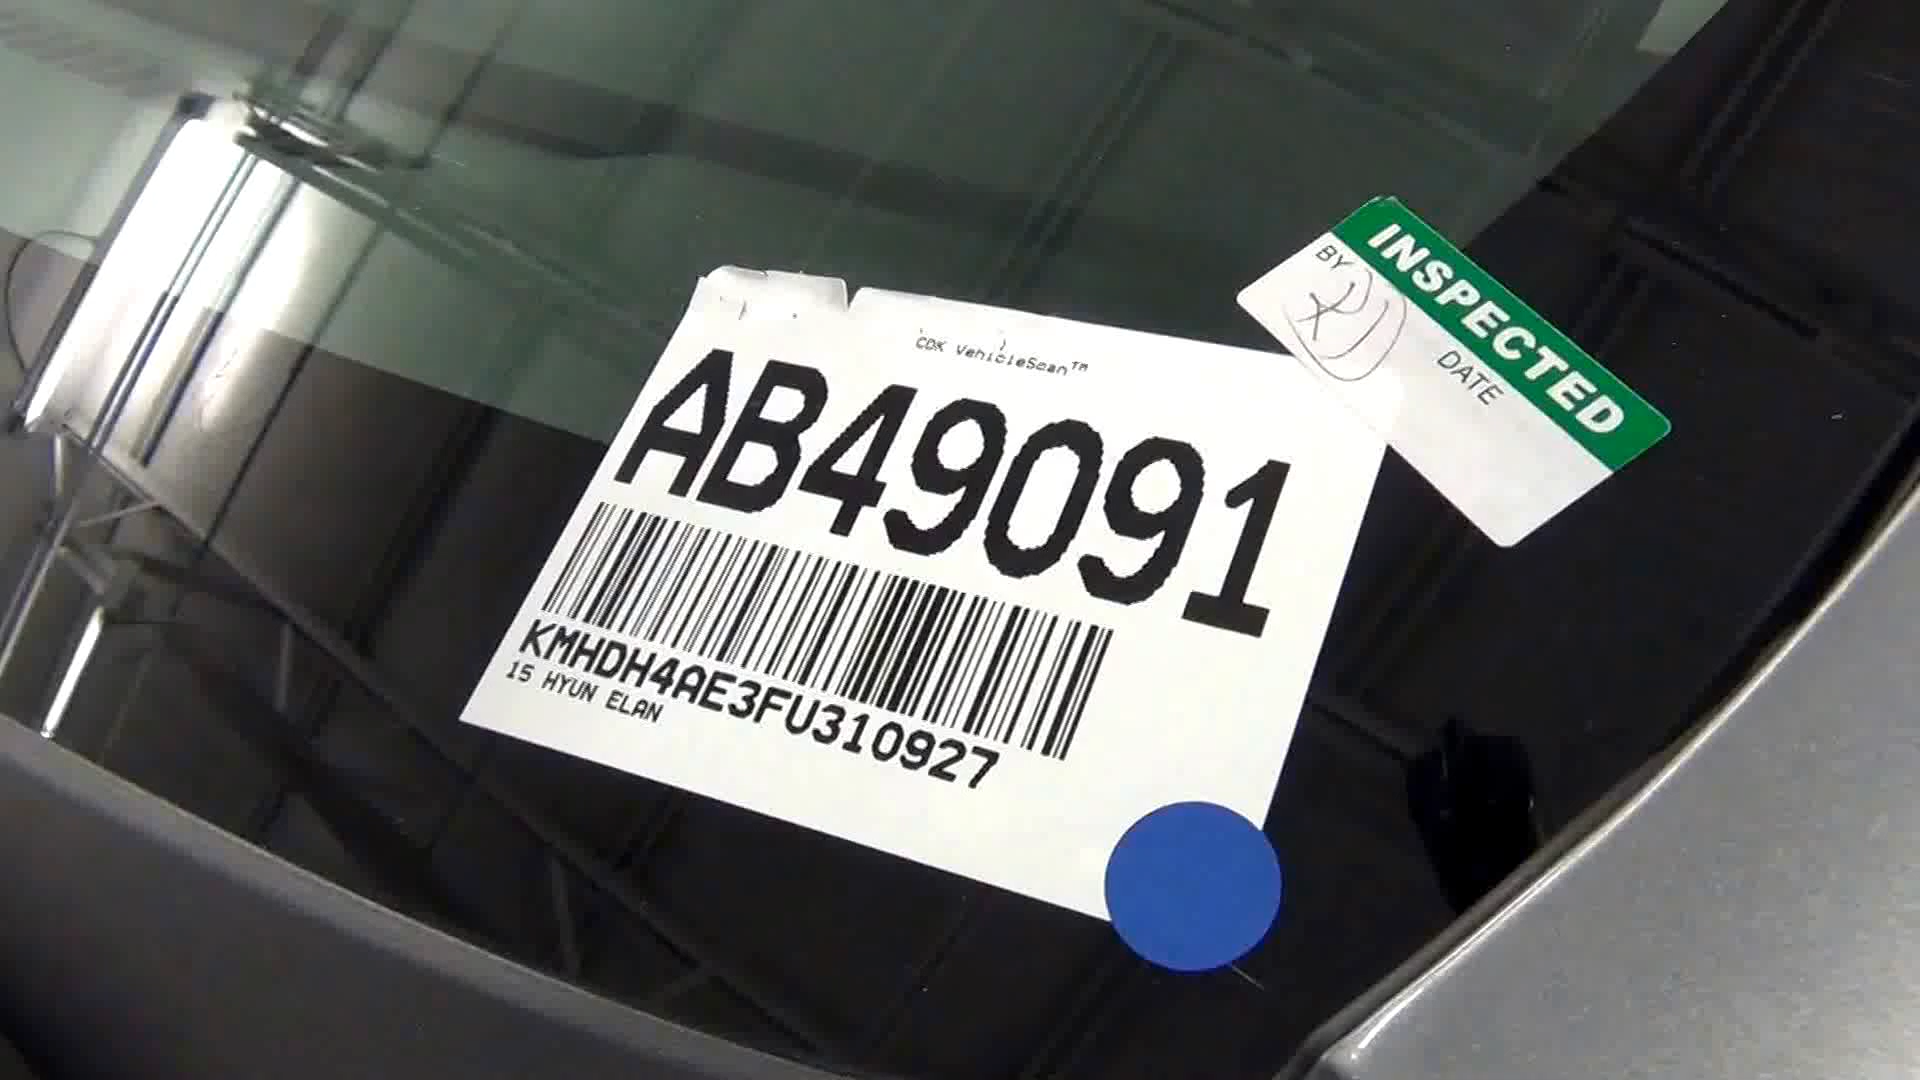 CDK VehicleScan™
AB49091
KMHDH4AE3FU310927
15 HYUN ELAN
INSPECTED
BY
DATE